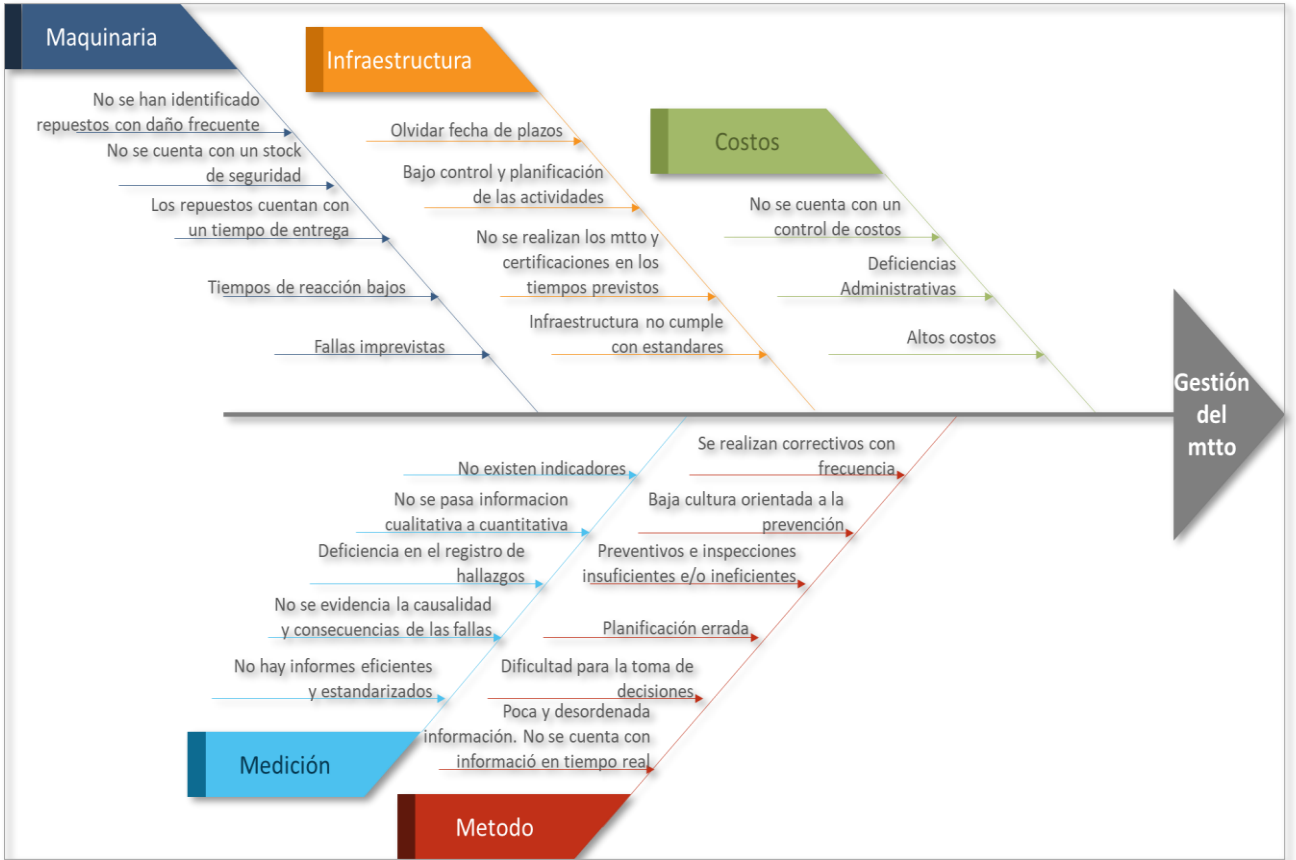 Maquinaria
No se han identificado
repuestos con daño frecuente
No se cuenta con un stock
de seguridad
Los repuestos cuentan con
un tiempo de entrega
Tiempos de reacción bajos
Fallas imprevistas
Infraestructura
Olvidar fecha de plazos
Bajo control y planificación
de las actividades
No se realizan los mtto y
certificaciones en los
tiempos previstos
Infraestructura no cumple
con estandares
Costos
No se cuenta con un
control de costos
Deficiencias
Administrativas
Altos costos
Gestión
del
mtto
No existen indicadores
No se pasa informacion
cualitativa a cuantitativa
Deficiencia en el registro de
hallazgos
No se evidencia la causalidad
y consecuencias de las fallas
No hay informes eficientes
y estandarizados
Medición
Se realizan correctivos con
frecuencia
Baja cultura orientada a la
prevención
Preventivos e inspecciones
insuficientes e/o ineficientes
Planificación errada
Dificultad para la toma de
decisiones
Poca y desordenada
información. No se cuenta con
informació en tiempo real
Metodo